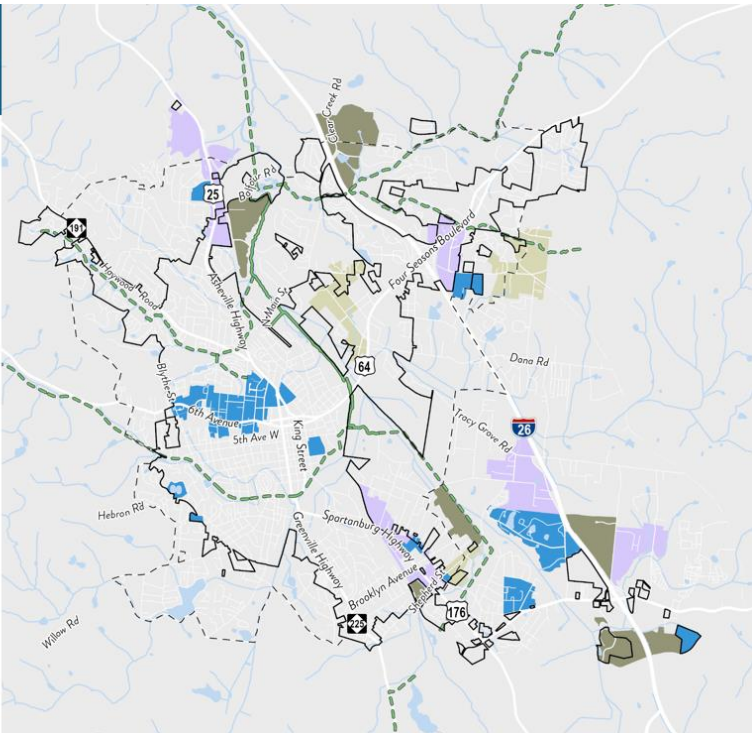 Clear Creek Rd
Balfour Rd
25
191
Four Seasons Boulevard
Haywood Road
Asheville Highway
N Main St
64
Dana Rd
Blythe St
6th Avenue
5th Ave W
King Street
Tracy Grove Rd
26
Hebron Rd
Spartanburg Highway
Greenville Highway
Brooklyn Avenue
Shepherd St
176
225
Willow Rd